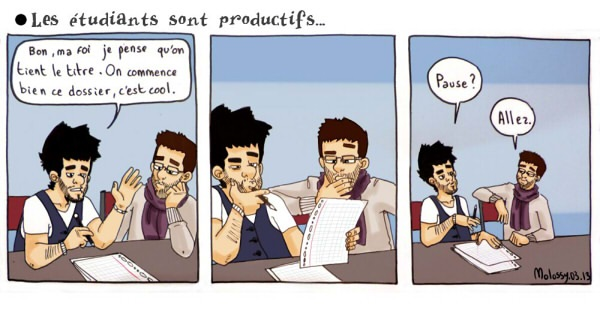 ● Les étudiants sont productifs...
Bon, ma foi je pense qu'on
tient le titre. On commence
bien ce dossier, c'est cool.
Pause?
Allez.
Molossy.03.13